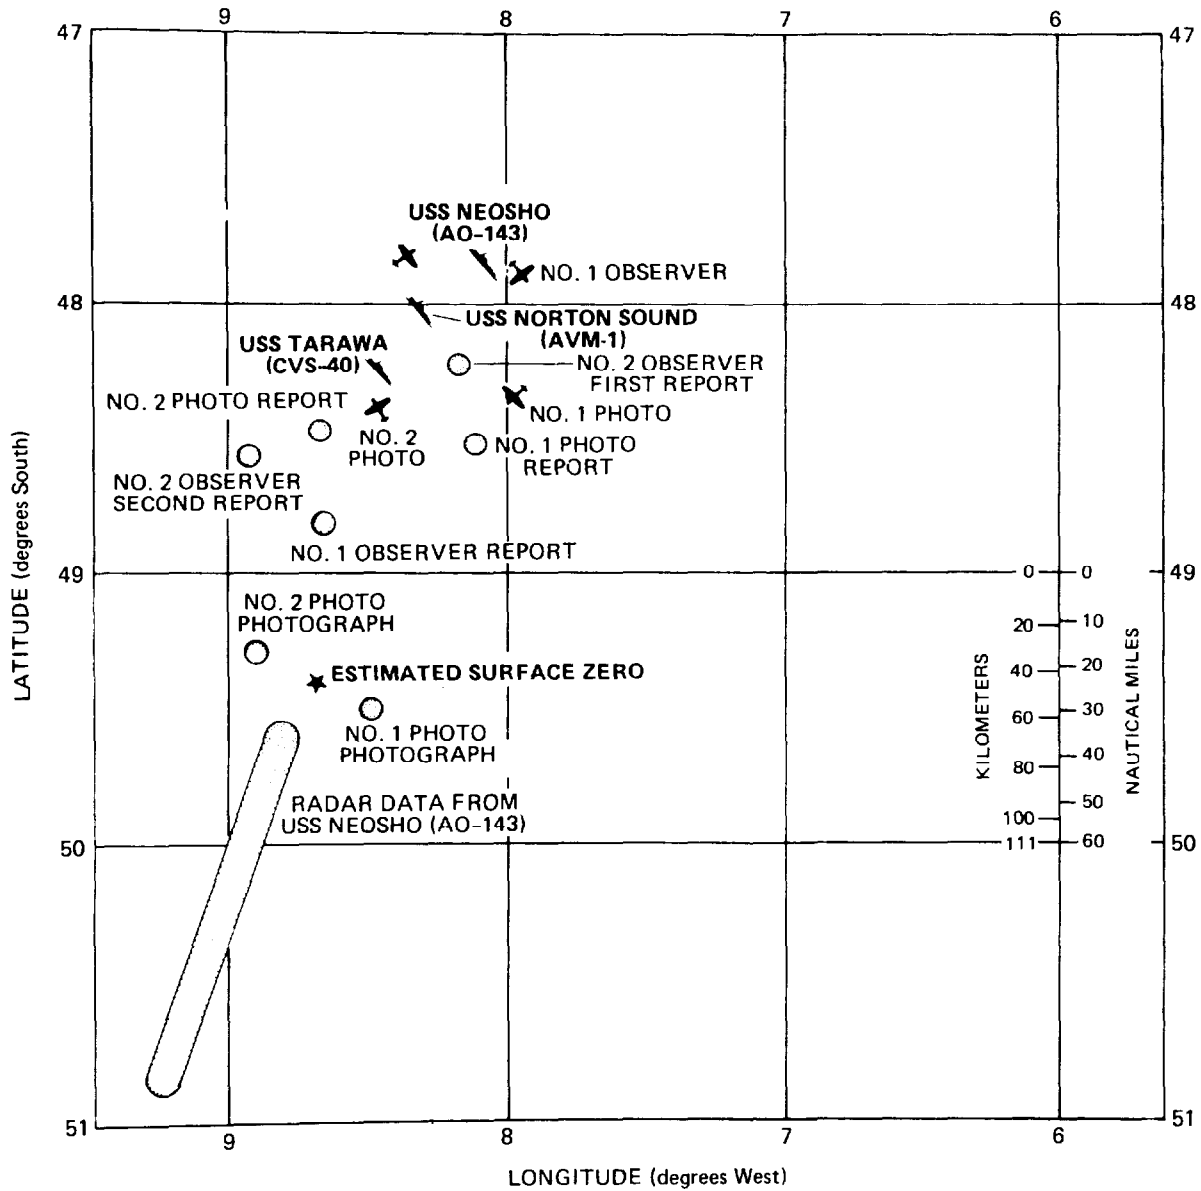 9 8 7 6
47 47
USS NEOSHO
(AO-143)
NO. 1 OBSERVER
48 48
USS NORTON SOUND
(AVM-1)
USS TARAWA
(CVS-40)
NO. 2 OBSERVER
FIRST REPORT
NO. 2 PHOTO REPORT
NO. 1 PHOTO
NO. 2
PHOTO
NO. 1 PHOTO
REPORT
NO. 2 OBSERVER
SECOND REPORT
NO. 1 OBSERVER REPORT
49 49
NO. 2 PHOTO
PHOTOGRAPH
ESTIMATED SURFACE ZERO
NO. 1 PHOTO
PHOTOGRAPH
RADAR DATA FROM
USS NEOSHO (AO-143)
0 0
20 10
40 20
60 30
80 40
100 50
111 60
KILOMETERS
NAUTICAL MILES
50 50
51 51
9 8 7 6
LATITUDE (degrees South)
LONGITUDE (degrees West)